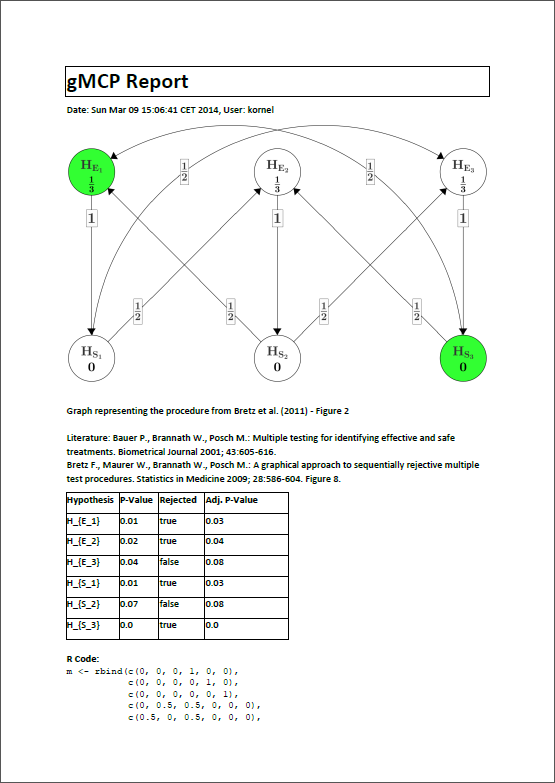 gMCP Report
Date: Sun Mar 09 15:06:41 CET 2014, User: kornel
H_{E_1} H_{E_2} H_{E_3}
1/3 1/2 1/3 1/2 1/3
1 1 1
1/2 1/2 1/2 1/2
H_{S_1} H_{S_2} H_{S_3}
0 0 0
Graph representing the procedure from Bretz et al. (2011) - Figure 2
Literature: Bauer P., Brannath W., Posch M.: Multiple testing for identifying effective and safe
treatments. Biometrical Journal 2001; 43:605-616.
Bretz F., Maurer W., Brannath W., Posch M.: A graphical approach to sequentially rejective multiple
test procedures. Statistics in Medicine 2009; 28:586-604. Figure 8.
Hypothesis P-Value Rejected Adj. P-Value
H_{E_1} 0.01 true 0.03
H_{E_2} 0.02 true 0.04
H_{E_3} 0.04 false 0.08
H_{S_1} 0.01 true 0.03
H_{S_2} 0.07 false 0.08
H_{S_3} 0.0 true 0.0
R Code:
m <- rbind(c(0, 0, 0, 1, 0, 0),
c(0, 0, 0, 0, 1, 0),
c(0, 0, 0, 0, 0, 1),
c(0, 0.5, 0.5, 0, 0, 0),
c(0.5, 0, 0.5, 0, 0, 0),